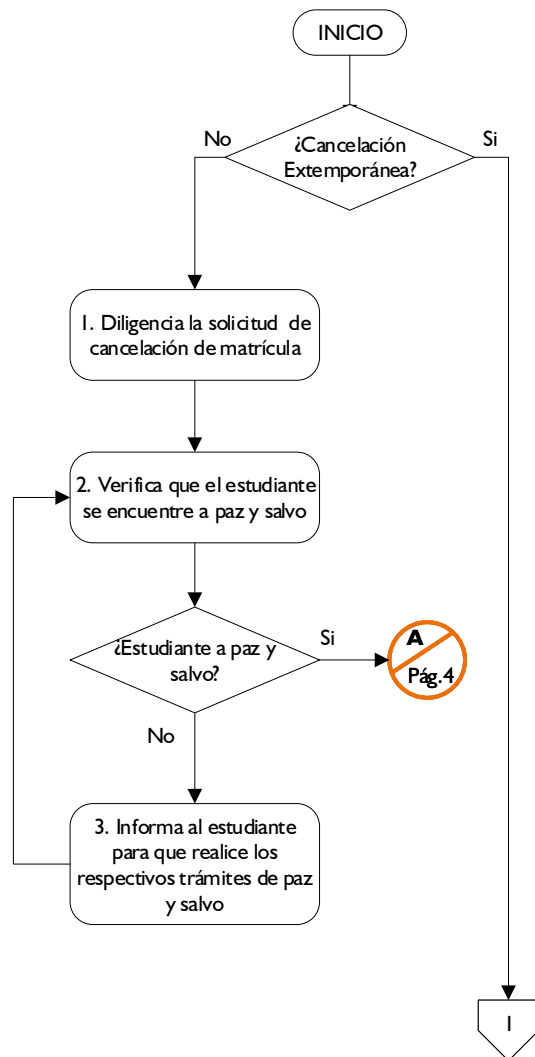 INICIO
¿Cancelación
Extemporánea?
No
Si
1. Diligencia la solicitud de
cancelación de matrícula
2. Verifica que el estudiante
se encuentre a paz y salvo
¿Estudiante a paz y
salvo?
Si
A
Pág.4
No
3. Informa al estudiante
para que realice los
respectivos trámites de paz
y salvo
1